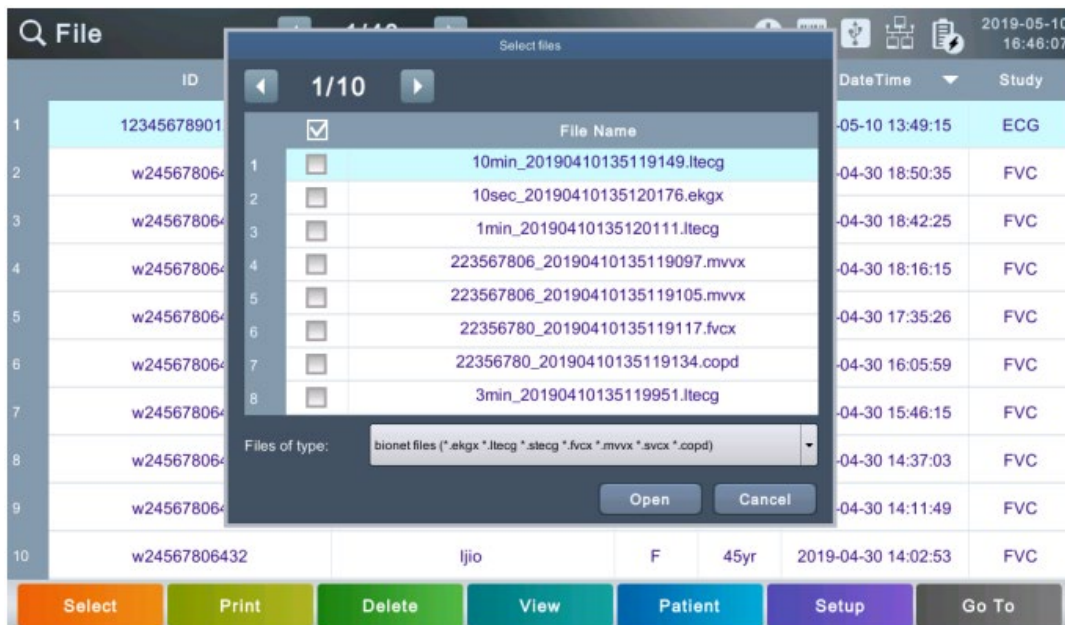 File
2019-05-10
16:46:07
Select files
1/10
ID
DateTime
Study
File Name
1 12345678901 -05-10 13:49:15 ECG
2 w24567806 -04-30 18:50:35 FVC
3 w24567806 -04-30 18:42:25 FVC
4 w24567806 -04-30 18:16:15 FVC
5 w24567806 -04-30 17:35:26 FVC
6 w24567806 -04-30 16:05:59 FVC
7 w24567806 -04-30 15:46:15 FVC
8 w24567806 -04-30 14:37:03 FVC
9 w24567806 -04-30 14:11:49 FVC
10 w24567806432 ljio F 45yr 2019-04-30 14:02:53 FVC
1 10min_20190410135119149.ltecg
2 10sec_20190410135120176.ekgx
3 1min_20190410135120111.ltecg
4 223567806_20190410135119097.mvvx
5 223567806_20190410135119105.mvvx
6 22356780_20190410135119117.fvcx
7 22356780_20190410135119134.copd
8 3min_20190410135119951.ltecg
Files of type: bionet files (*.ekgx *.ltecg *.stecg *.fvcx *.mvvx *.svcx *.copd)
Open Cancel
Select Print Delete View Patient Setup Go To